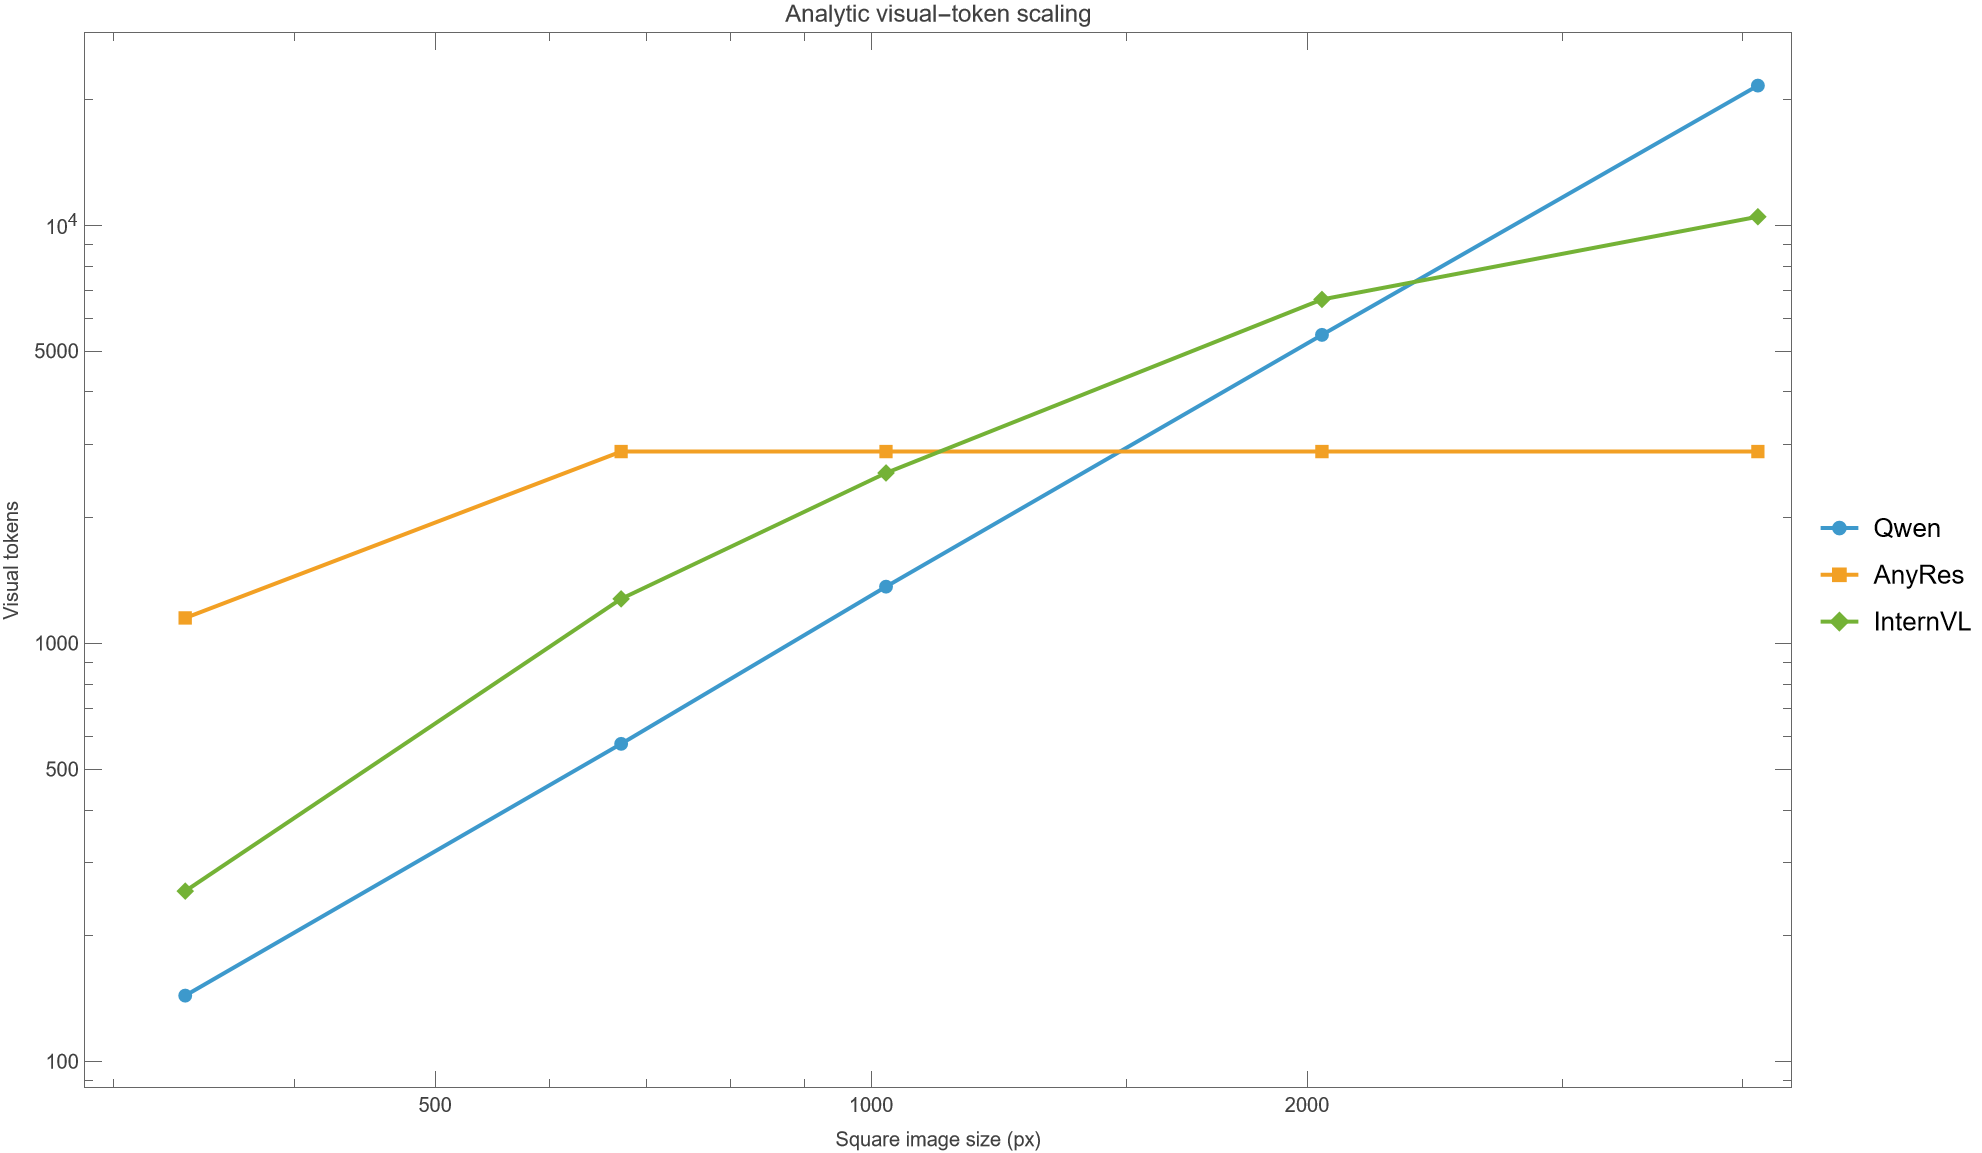 Analytic visual−token scaling
10^4
5000
1000
500
100
Visual tokens
500 1000 2000
Square image size (px)
Qwen
AnyRes
InternVL